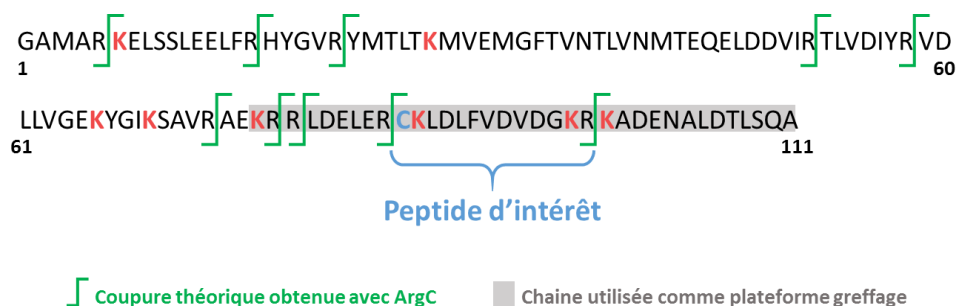 GAMARKELSSLEELFRHYGVRYMTLTKMVEMGFTVNTLVNMTEQELDDVIRTLVDIYRVD
1 60
LLVGEKYGIKSAVRAEKRRLDELERCKLDLFVDVDGKRKADENALDTLSQA
61 111
Peptide d'intérêt
Coupure théorique obtenue avec ArgC Chaine utilisée comme plateforme greffage